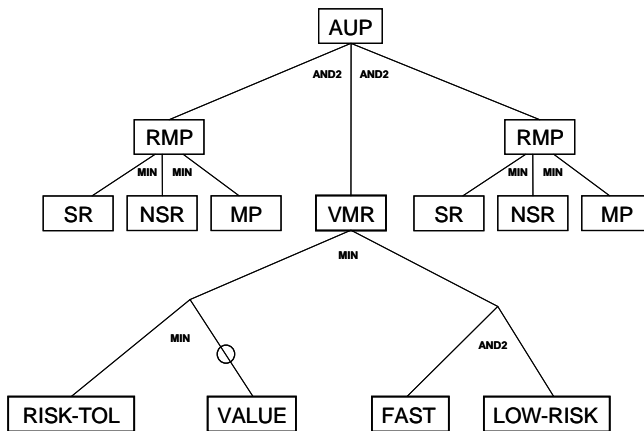 AUP
AND2 AND2
RMP RMP
MIN MIN MIN MIN
SR NSR MP VMR SR NSR MP
MIN
MIN AND2
RISK-TOL VALUE FAST LOW-RISK